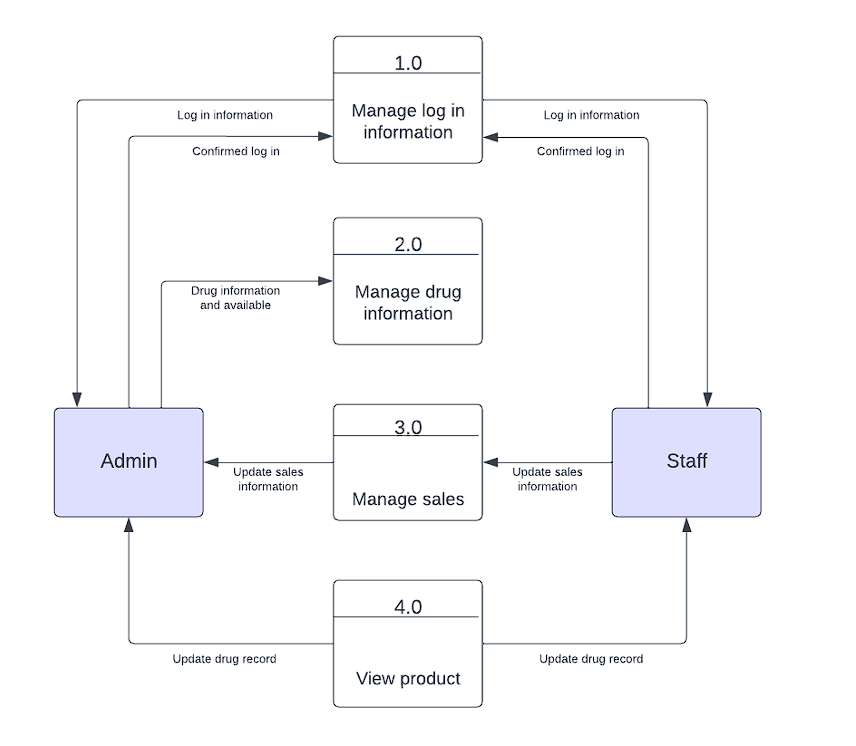 1.0
Manage log in
information
Log in information
Log in information
Confirmed log in
Confirmed log in
2.0
Manage drug
information
Drug information
and available
3.0
Manage sales
Admin
Staff
Update sales
information
Update sales
information
4.0
View product
Update drug record
Update drug record